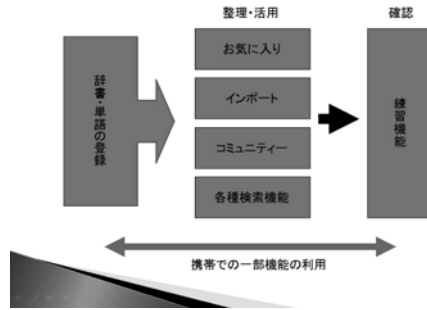 整理・活用
確認
辞書・単語の登録
お気に入り
インポート
コミュニティー
各種検索機能
練習機能
携帯での一部機能の利用